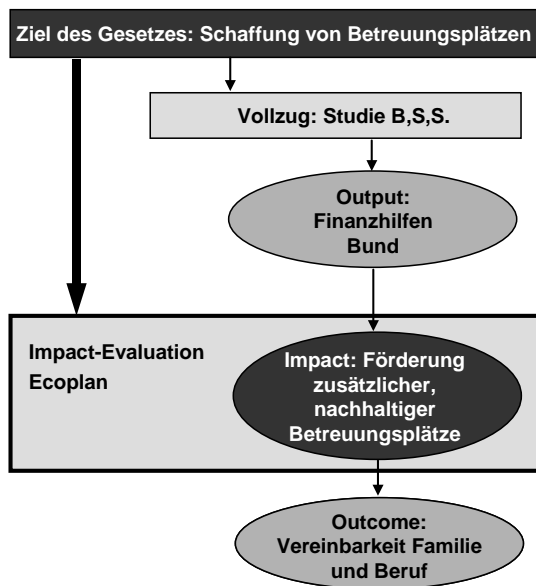 Ziel des Gesetzes: Schaffung von Betreuungsplätzen
Vollzug: Studie B,S,S.
Output:
Finanzhilfen
Bund
Impact-Evaluation
Ecoplan
Impact: Förderung
zusätzlicher,
nachhaltiger
Betreuungsplätze
Outcome:
Vereinbarkeit Familie
und Beruf